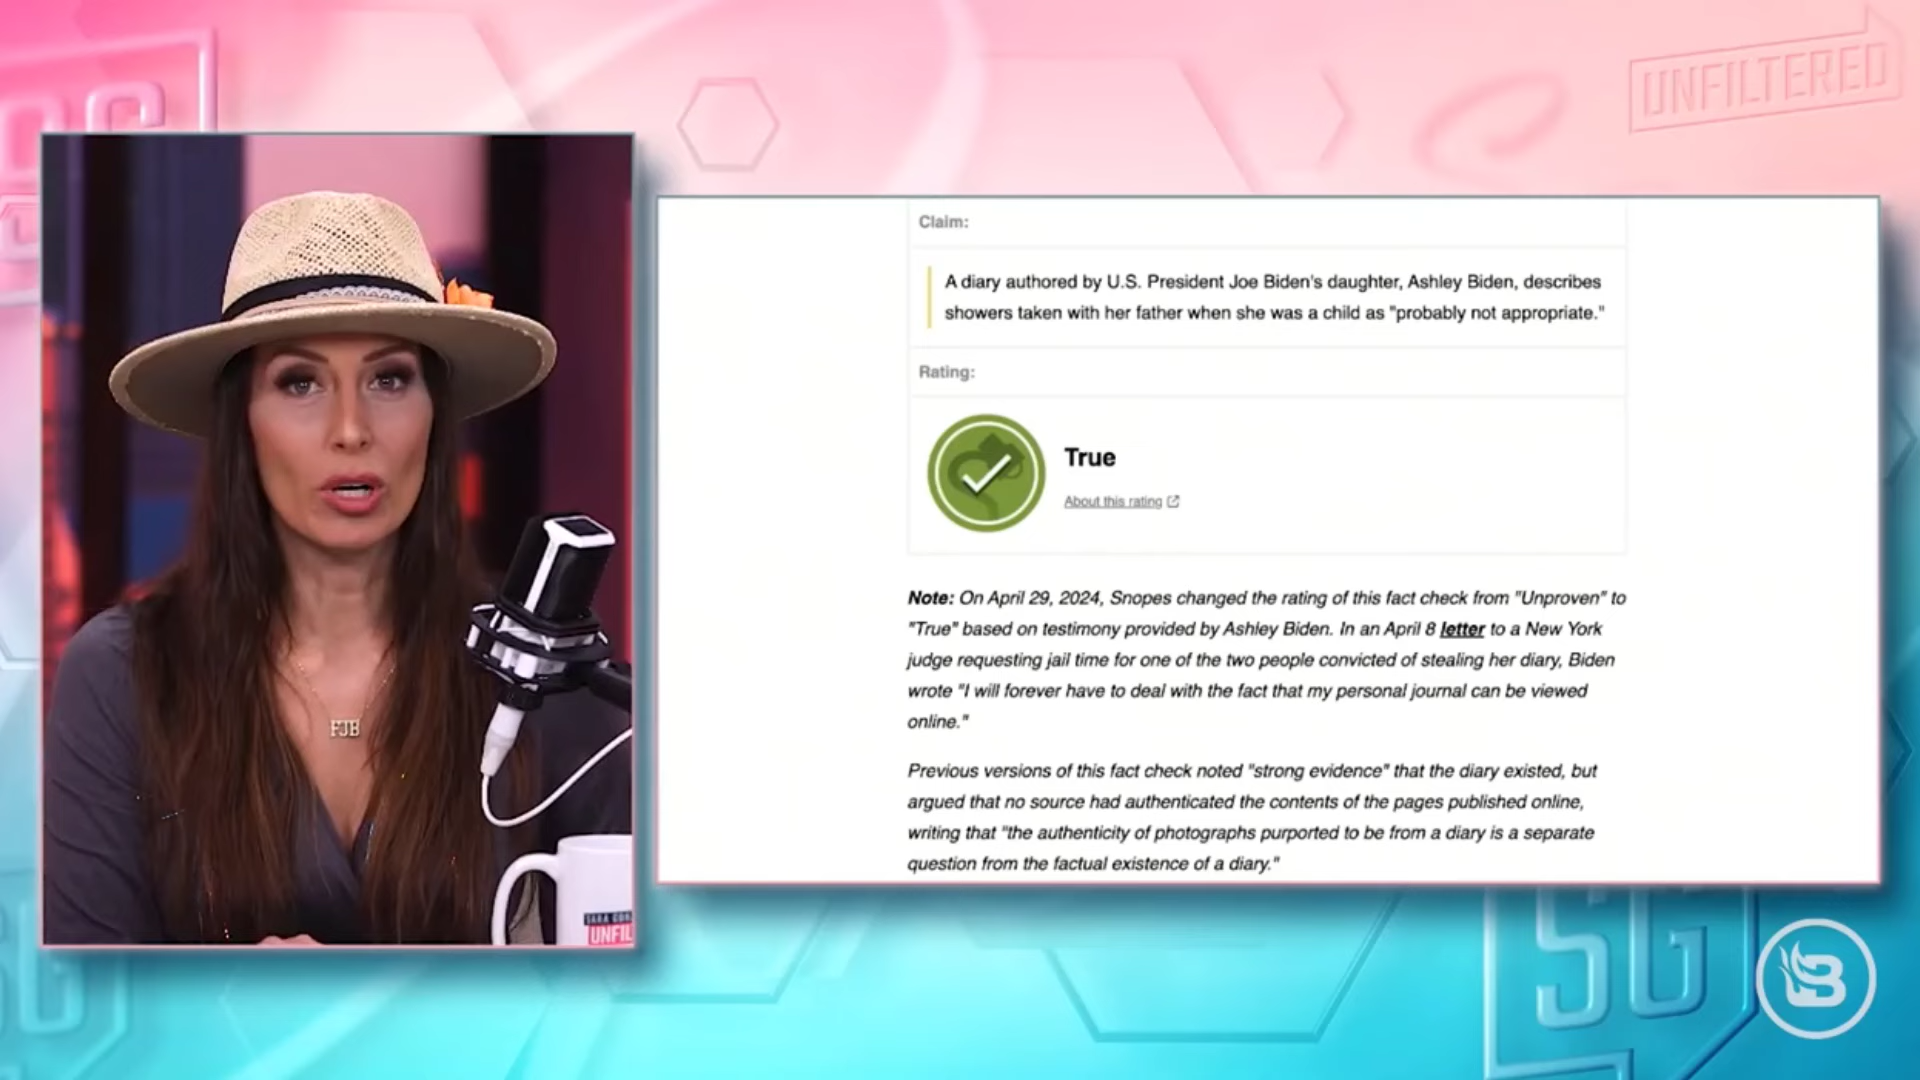 UNFILTERED
Claim:
A diary authored by U.S. President Joe Biden's daughter, Ashley Biden, describes
showers taken with her father when she was a child as "probably not appropriate."
Rating:
True
About this rating
Note: On April 29, 2024, Snopes changed the rating of this fact check from "Unproven" to
"True" based on testimony provided by Ashley Biden. In an April 8 letter to a New York
judge requesting jail time for one of the two people convicted of stealing her diary, Biden
wrote "I will forever have to deal with the fact that my personal journal can be viewed
online."
Previous versions of this fact check noted "strong evidence" that the diary existed, but
argued that no source had authenticated the contents of the pages published online,
writing that "the authenticity of photographs purported to be from a diary is a separate
question from the factual existence of a diary."
FJB
SARA GON
UNFIL
SG
SG
B